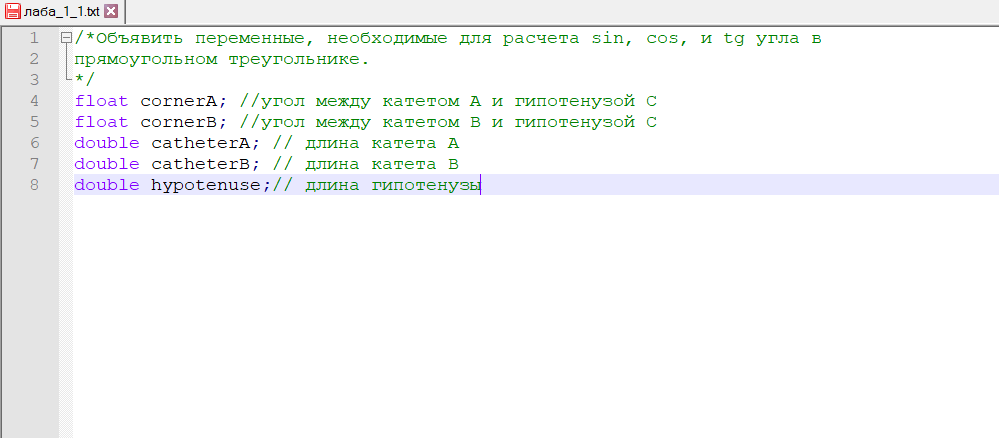 лаба_1_1.txt
1 /*Объявить переменные, необходимые для расчета sin, cos, и tg угла в
2 прямоугольном треугольнике.
3 */
4 float cornerA; //угол между катетом А и гипотенузой С
5 float cornerB; //угол между катетом В и гипотенузой С
6 double catheterA; // длина катета А
7 double catheterB; // длина катета В
8 double hypotenuse;// длина гипотенузы